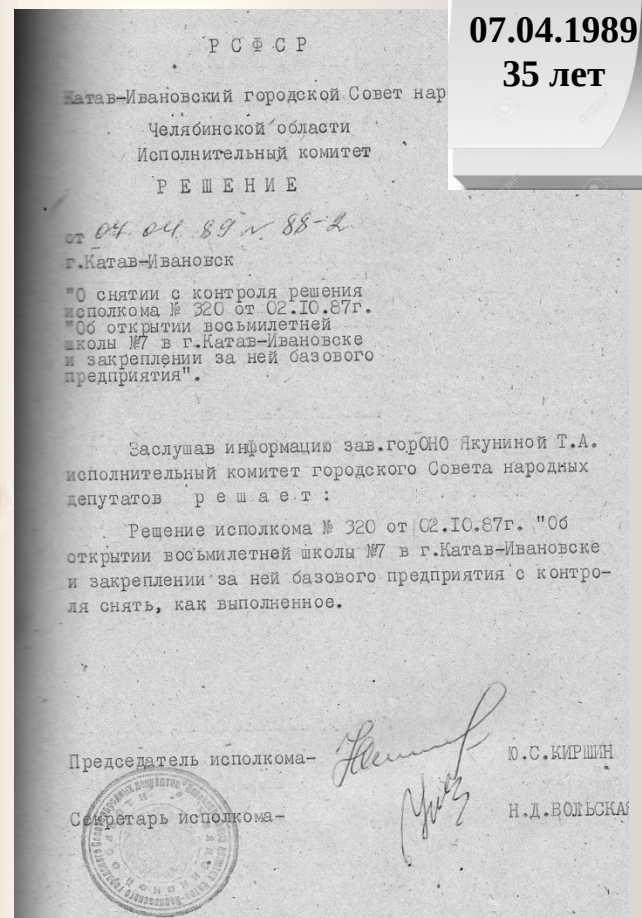 07.04.1989
35 лет
РСФСР
Катав-Ивановский городской Совет нар
Челябинской области
Исполнительный комитет
РЕШЕНИЕ
от 07.04.89 № 88-2
г.Катав-Ивановск
"О снятии с контроля решения
исполкома № 320 от 02.10.87г.
"Об открытии восьмилетней
школы №7 в г.Катав-Ивановске
и закреплении за ней базового
предприятия".
Заслушав информацию зав.горОНО Якуниной Т.А.
исполнительный комитет городского Совета народных
депутатов р е ш а е т :
Решение исполкома № 320 от 02.10.87г. "Об
открытии восьмилетней школы №7 в г.Катав-Ивановске
и закреплении за ней базового предприятия с контро-
ля снять, как выполненное.
Председатель исполкома-
Ю.С.КИРШИН
Секретарь исполкома-
Н.Д.ВОЛЬСКАЯ